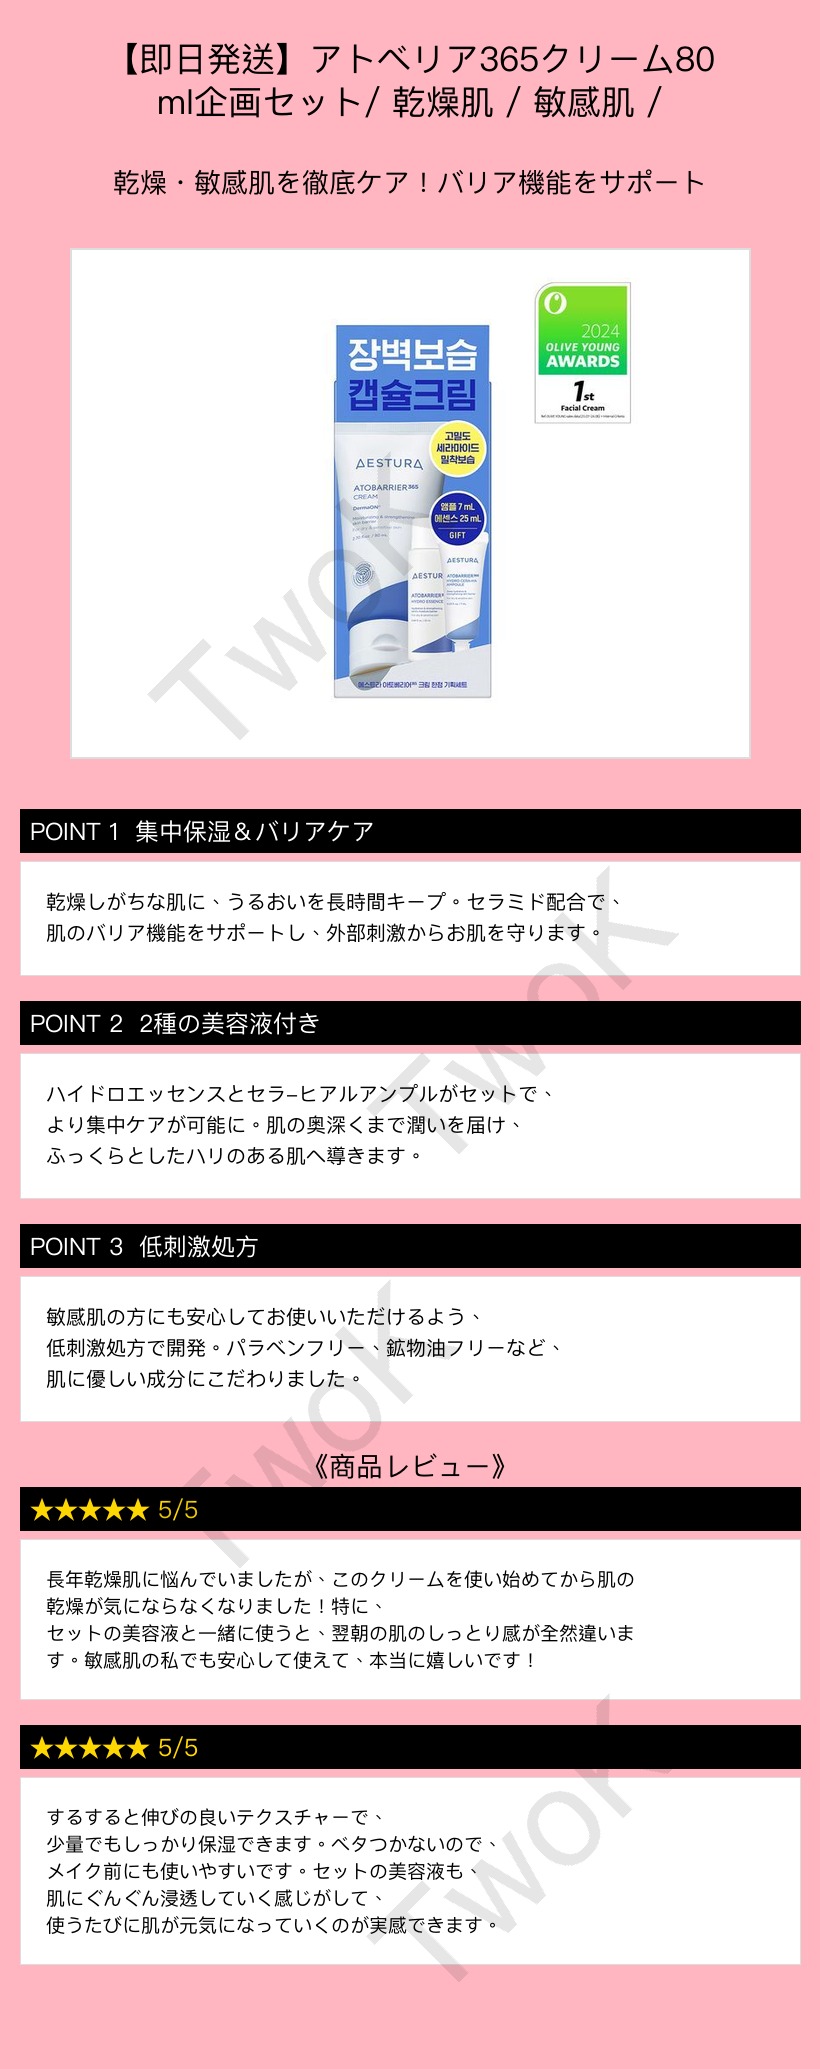 【即日発送】アトベリア365クリーム80
ml企画セット/ 乾燥肌 / 敏感肌 /
乾燥・敏感肌を徹底ケア！バリア機能をサポート
2024
OLIVE YOUNG
AWARDS
1st
Facial Cream
장벽보습
캡슐크림
고밀도
세라마이드
밀착보습
AESTURA
ATOBARRIER365
CREAM
DermaON
앰플 7 mL
에센스 25 mL
GIFT
AESTURA
ATOBARRIER365
AESTUR
ATOBARRIER
HYDRO ESSENCE
에스트라 아토베리어365 크림 한정 기획세트
TwoK
POINT 1 集中保湿＆バリアケア
乾燥しがちな肌に、うるおいを長時間キープ。セラミド配合で、
肌のバリア機能をサポートし、外部刺激からお肌を守ります。
TwoK
POINT 2 2種の美容液付き
ハイドロエッセンスとセラ–ヒアルアンプルがセットで、
より集中ケアが可能に。肌の奥深くまで潤いを届け、
ふっくらとしたハリのある肌へ導きます。
POINT 3 低刺激処方
敏感肌の方にも安心してお使いいただけるよう、
低刺激処方で開発。パラベンフリー、鉱物油フリーなど、
肌に優しい成分にこだわりました。
TwoK
《商品レビュー》
★★★★★ 5/5
長年乾燥肌に悩んでいましたが、このクリームを使い始めてから肌の
乾燥が気にならなくなりました！特に、
セットの美容液と一緒に使うと、翌朝の肌のしっとり感が全然違いま
す。敏感肌の私でも安心して使えて、本当に嬉しいです！
★★★★★ 5/5
するすると伸びの良いテクスチャーで、
少量でもしっかり保湿できます。ベタつかないので、
メイク前にも使いやすいです。セットの美容液も、
肌にぐんぐん浸透していく感じがして、
使うたびに肌が元気になっていくのが実感できます。
TwoK